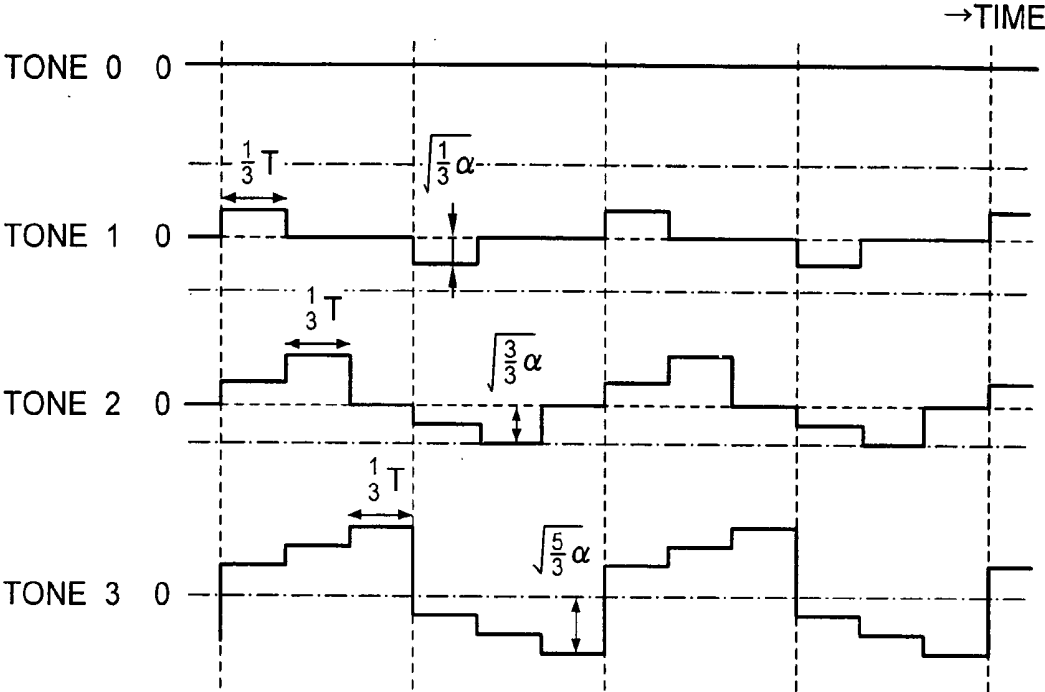 →TIME
TONE 0 0
1/3 T
√1/3 α
TONE 1 0
1/3 T
√3/3 α
TONE 2 0
1/3 T
√5/3 α
TONE 3 0